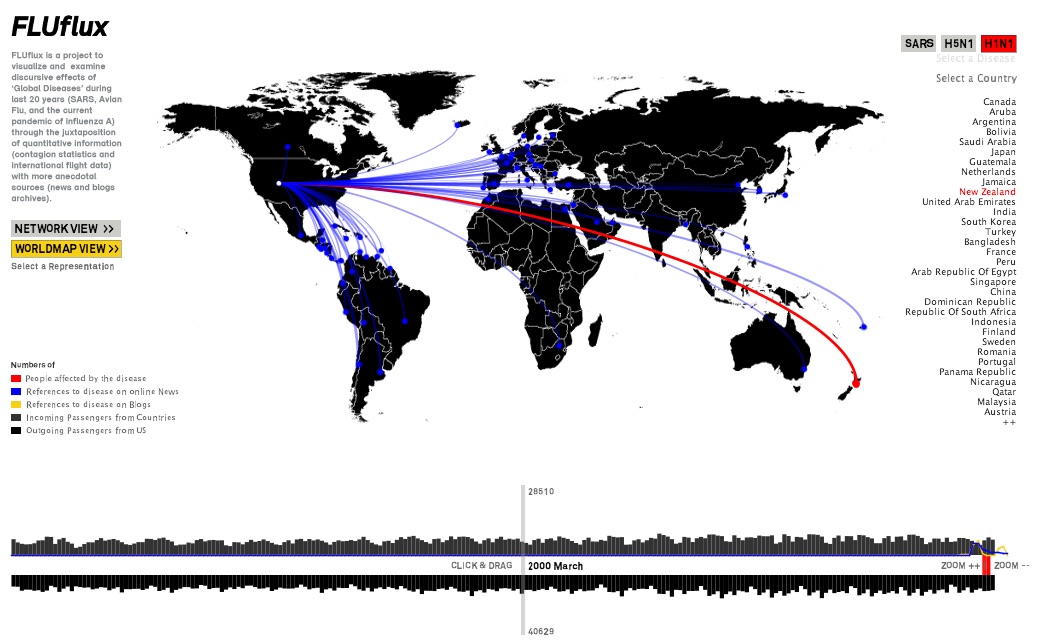 FLUflux
FLUflux is a project to
visualize and examine
discursive effects of
‘Global Diseases’ during
last 20 years (SARS, Avian
Flu, and the current
pandemic of influenza A)
through the juxtaposition
of quantitative information
(contagion statistics and
international flight data)
with more anecdotal
sources (news and blogs
archives).
NETWORK VIEW >>
WORLDMAP VIEW >>
Select a Representation
SARS H5N1 H1N1
Select a Disease
Select a Country
Canada
Aruba
Argentina
Bolivia
Saudi Arabia
Japan
Guatemala
Netherlands
Jamaica
New Zealand
United Arab Emirates
India
South Korea
Turkey
Bangladesh
France
Peru
Arab Republic Of Egypt
Singapore
China
Dominican Republic
Republic Of South Africa
Indonesia
Finland
Sweden
Romania
Portugal
Panama Republic
Nicaragua
Qatar
Malaysia
Austria
++
Numbers of
People affected by the disease
References to disease on online News
References to disease on Blogs
Incoming Passengers from Countries
Outgoing Passengers from US
28510
CLICK & DRAG 2000 March ZOOM ++ ZOOM --
40629